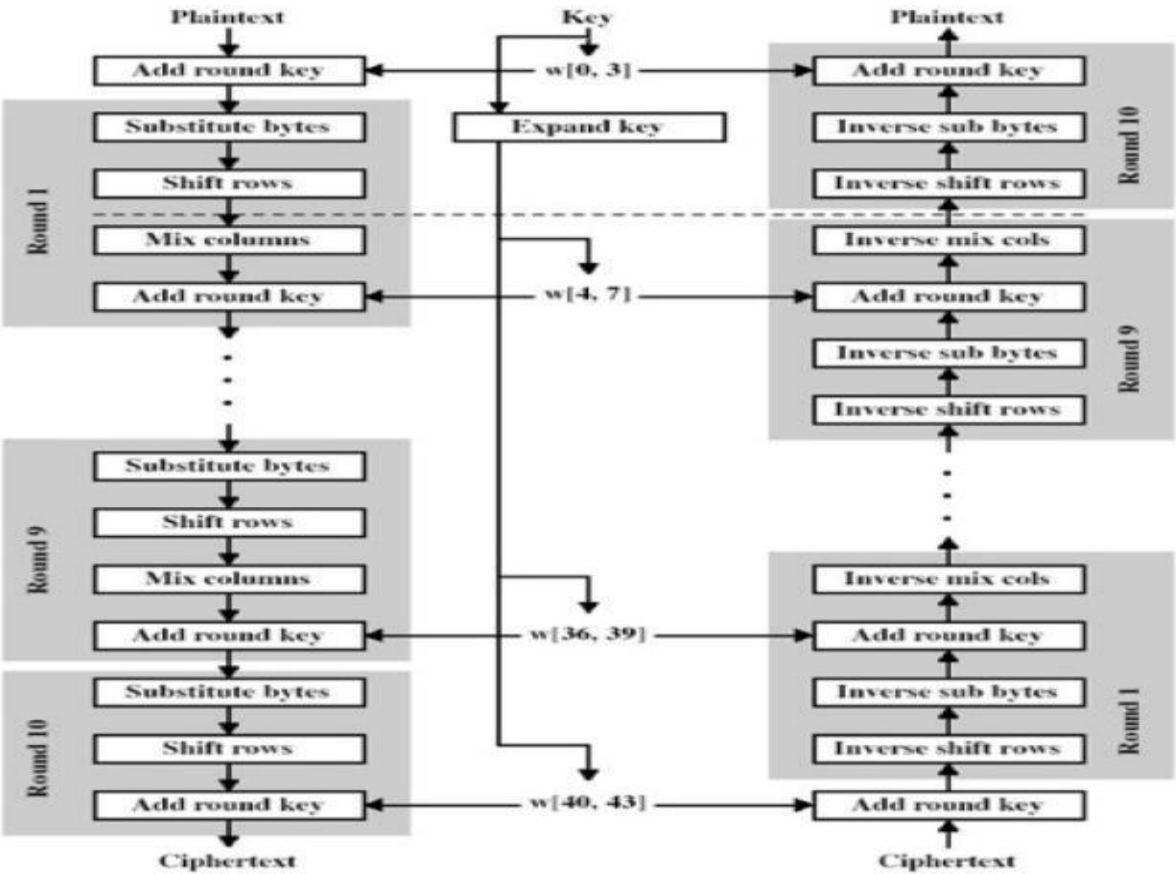 Plaintext
Add round key
Round 1
Substitute bytes
Shift rows
Mix columns
Add round key
. . .
Round 9
Substitute bytes
Shift rows
Mix columns
Add round key
Round 10
Substitute bytes
Shift rows
Add round key
Ciphertext
Key
w[0, 3]
Expand key
w[4, 7]
w[36, 39]
w[40, 43]
Plaintext
Add round key
Inverse sub bytes
Inverse shift rows
Round 10
Inverse mix cols
Add round key
Inverse sub bytes
Inverse shift rows
Round 9
. . .
Inverse mix cols
Add round key
Inverse sub bytes
Inverse shift rows
Round 1
Add round key
Ciphertext